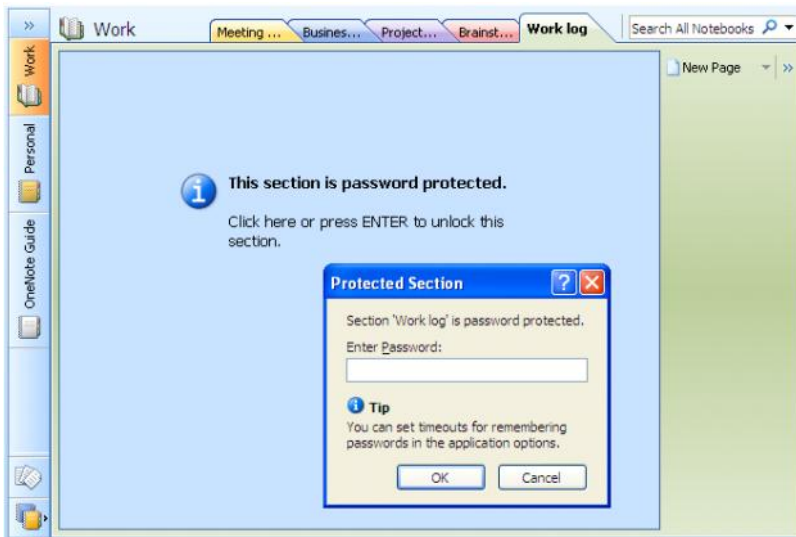 »
Work
Meeting ...
Busines...
Project...
Brainst...
Work log
Search All Notebooks
Work
Personal
OneNote Guide
New Page
»
This section is password protected.
Click here or press ENTER to unlock this
section.
Protected Section
?
Section 'Work log' is password protected.
Enter Password:
Tip
You can set timeouts for remembering
passwords in the application options.
OK
Cancel